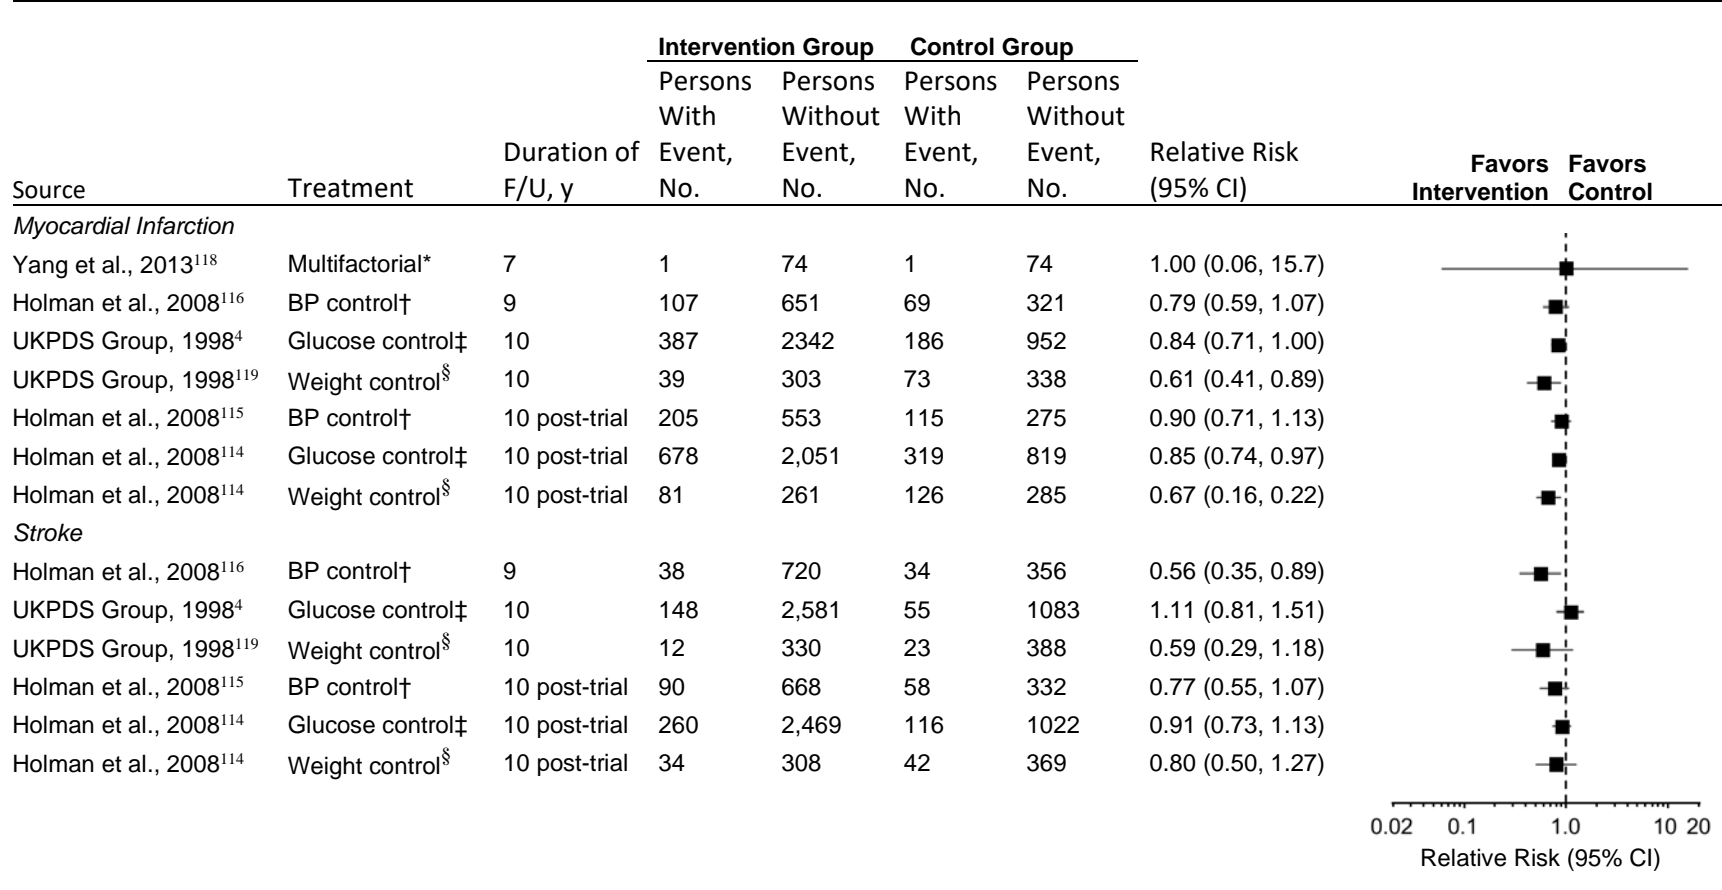 Intervention Group Control Group
Persons Persons Persons Persons
With Without With Without
Duration of Event, Event, Event, Event, Relative Risk Favors Favors
Source Treatment F/U, y No. No. No. No. (95% CI) Intervention Control
Myocardial Infarction
Yang et al., 2013118 Multifactorial* 7 1 74 1 74 1.00 (0.06, 15.7)
Holman et al., 2008116 BP control† 9 107 651 69 321 0.79 (0.59, 1.07)
UKPDS Group, 19984 Glucose control‡ 10 387 2342 186 952 0.84 (0.71, 1.00)
UKPDS Group, 1998119 Weight control§ 10 39 303 73 338 0.61 (0.41, 0.89)
Holman et al., 2008115 BP control† 10 post-trial 205 553 115 275 0.90 (0.71, 1.13)
Holman et al., 2008114 Glucose control‡ 10 post-trial 678 2,051 319 819 0.85 (0.74, 0.97)
Holman et al., 2008114 Weight control§ 10 post-trial 81 261 126 285 0.67 (0.16, 0.22)
Stroke
Holman et al., 2008116 BP control† 9 38 720 34 356 0.56 (0.35, 0.89)
UKPDS Group, 19984 Glucose control‡ 10 148 2,581 55 1083 1.11 (0.81, 1.51)
UKPDS Group, 1998119 Weight control§ 10 12 330 23 388 0.59 (0.29, 1.18)
Holman et al., 2008115 BP control† 10 post-trial 90 668 58 332 0.77 (0.55, 1.07)
Holman et al., 2008114 Glucose control‡ 10 post-trial 260 2,469 116 1022 0.91 (0.73, 1.13)
Holman et al., 2008114 Weight control§ 10 post-trial 34 308 42 369 0.80 (0.50, 1.27)
0.02 0.1 1.0 10 20
Relative Risk (95% CI)